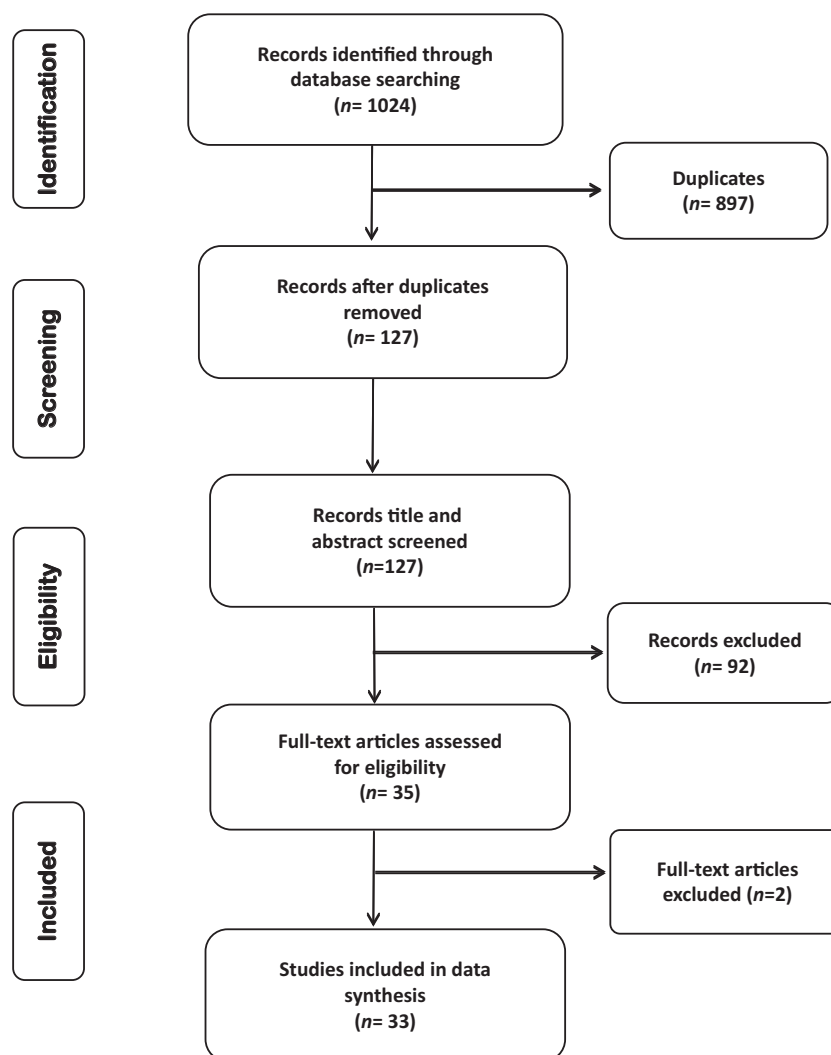 Identification
Records identified through
database searching
(n= 1024)
Duplicates
(n= 897)
Screening
Records after duplicates
removed
(n= 127)
Eligibility
Records title and
abstract screened
(n=127)
Records excluded
(n= 92)
Full-text articles assessed
for eligibility
(n= 35)
Included
Full-text articles
excluded (n=2)
Studies included in data
synthesis
(n= 33)